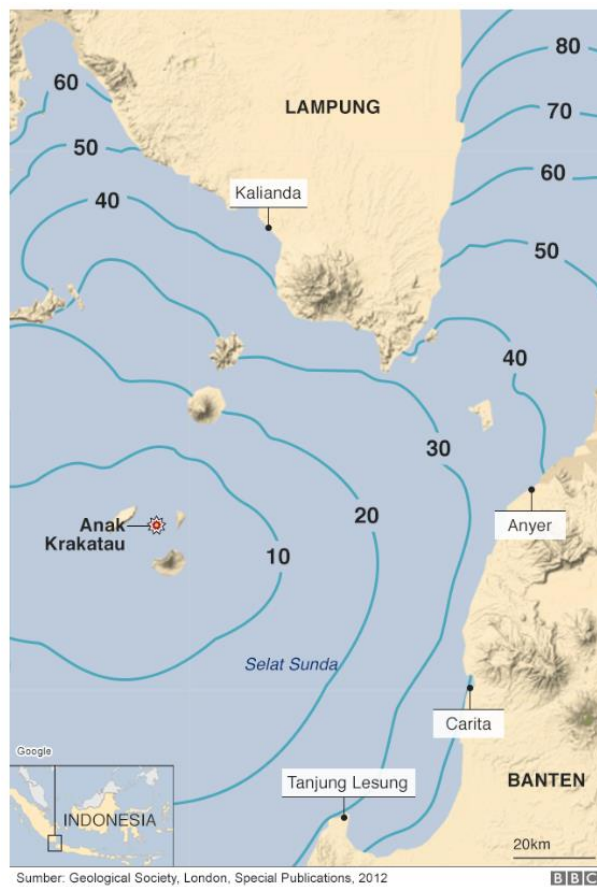 80
60
LAMPUNG
70
50
60
40
Kalianda
50
40
30
20
Anak
Krakatau
Anyer
10
Selat Sunda
Carita
Google
Tanjung Lesung
BANTEN
INDONESIA
20km
Sumber: Geological Society, London, Special Publications, 2012
BBC